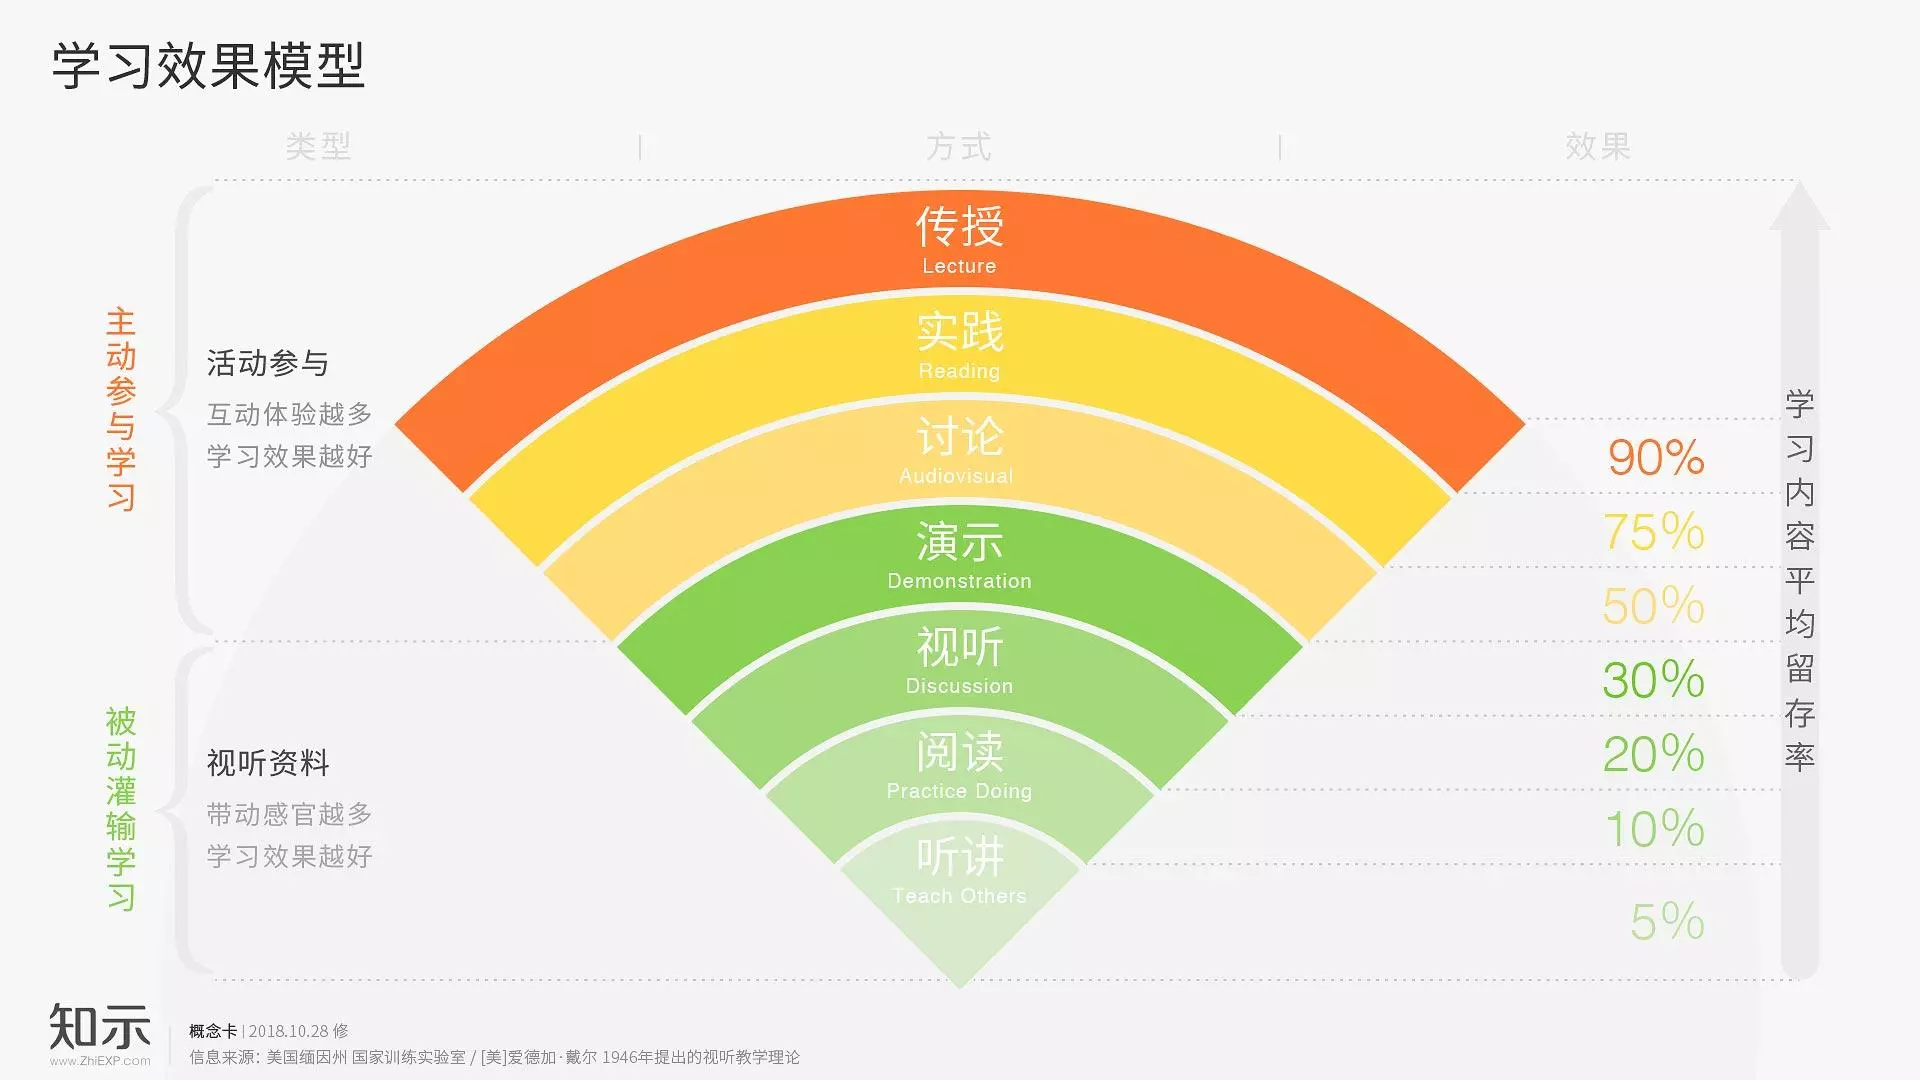 学习效果模型
类型
方式
效果
主动参与学习
活动参与
互动体验越多
学习效果越好
被动灌输学习
视听资料
带动感官越多
学习效果越好
传授
Lecture
实践
Reading
讨论
Audiovisual
演示
Demonstration
视听
Discussion
阅读
Practice Doing
听讲
Teach Others
90%
75%
50%
30%
20%
10%
5%
学习内容平均留存率
知示
www.ZhiEXP.com
概念卡 | 2018.10.28 修
信息来源: 美国缅因州 国家训练实验室 / [美]爱德加·戴尔 1946年提出的视听教学理论